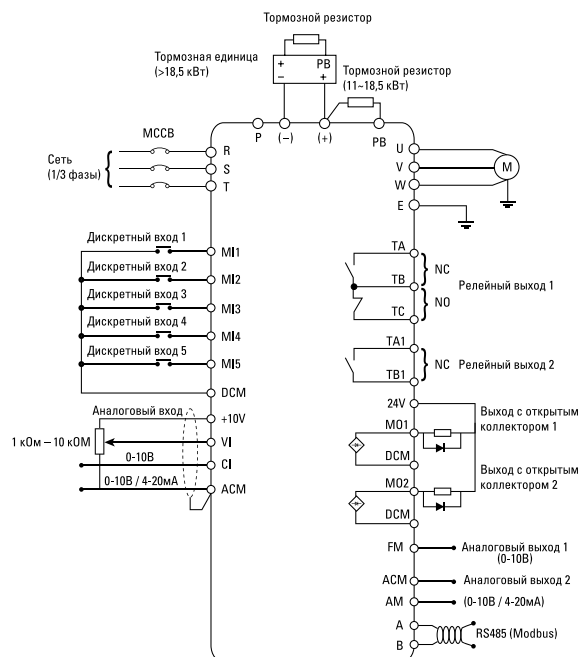 Тормозной резистор
Тормозная единица
(>18,5 кВт)
+ PB
− +
Тормозной резистор
(11~18,5 кВт)
P (−) (+) PB
MCCB
Сеть
(1/3 фазы)
R
S
T
U
V
W
E
M
Дискретный вход 1
MI1
Дискретный вход 2
MI2
Дискретный вход 3
MI3
Дискретный вход 4
MI4
Дискретный вход 5
MI5
DCM
Аналоговый вход
+10V
1 кОм – 10 кОМ
VI
0-10В
CI
0-10В / 4-20мА
ACM
TA
NC
TB
Релейный выход 1
NO
TC
TA1
NC
Релейный выход 2
TB1
24V
Выход с открытым
коллектором 1
MO1
DCM
Выход с открытым
коллектором 2
MO2
DCM
FM
Аналоговый выход 1
(0-10В)
ACM
Аналоговый выход 2
AM
(0-10В / 4-20мА)
A
RS485 (Modbus)
B